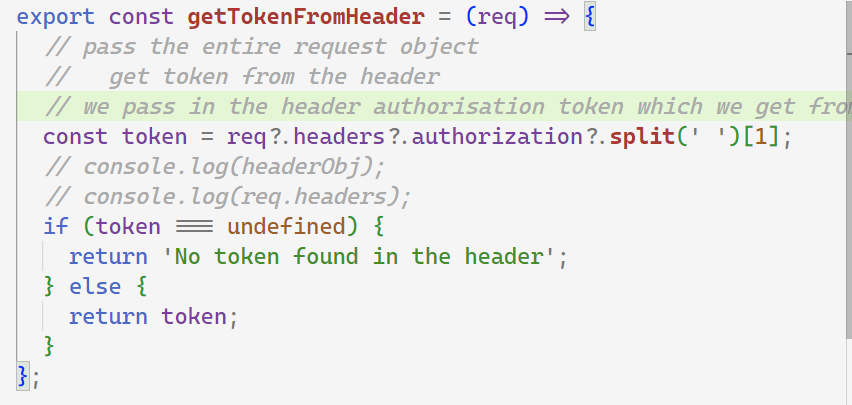 export const getTokenFromHeader = (req) => {
// pass the entire request object
//   get token from the header
// we pass in the header authorisation token which we get from
const token = req?.headers?.authorization?.split(' ')[1];
// console.log(headerObj);
// console.log(req.headers);
if (token === undefined) {
return 'No token found in the header';
} else {
return token;
}
};